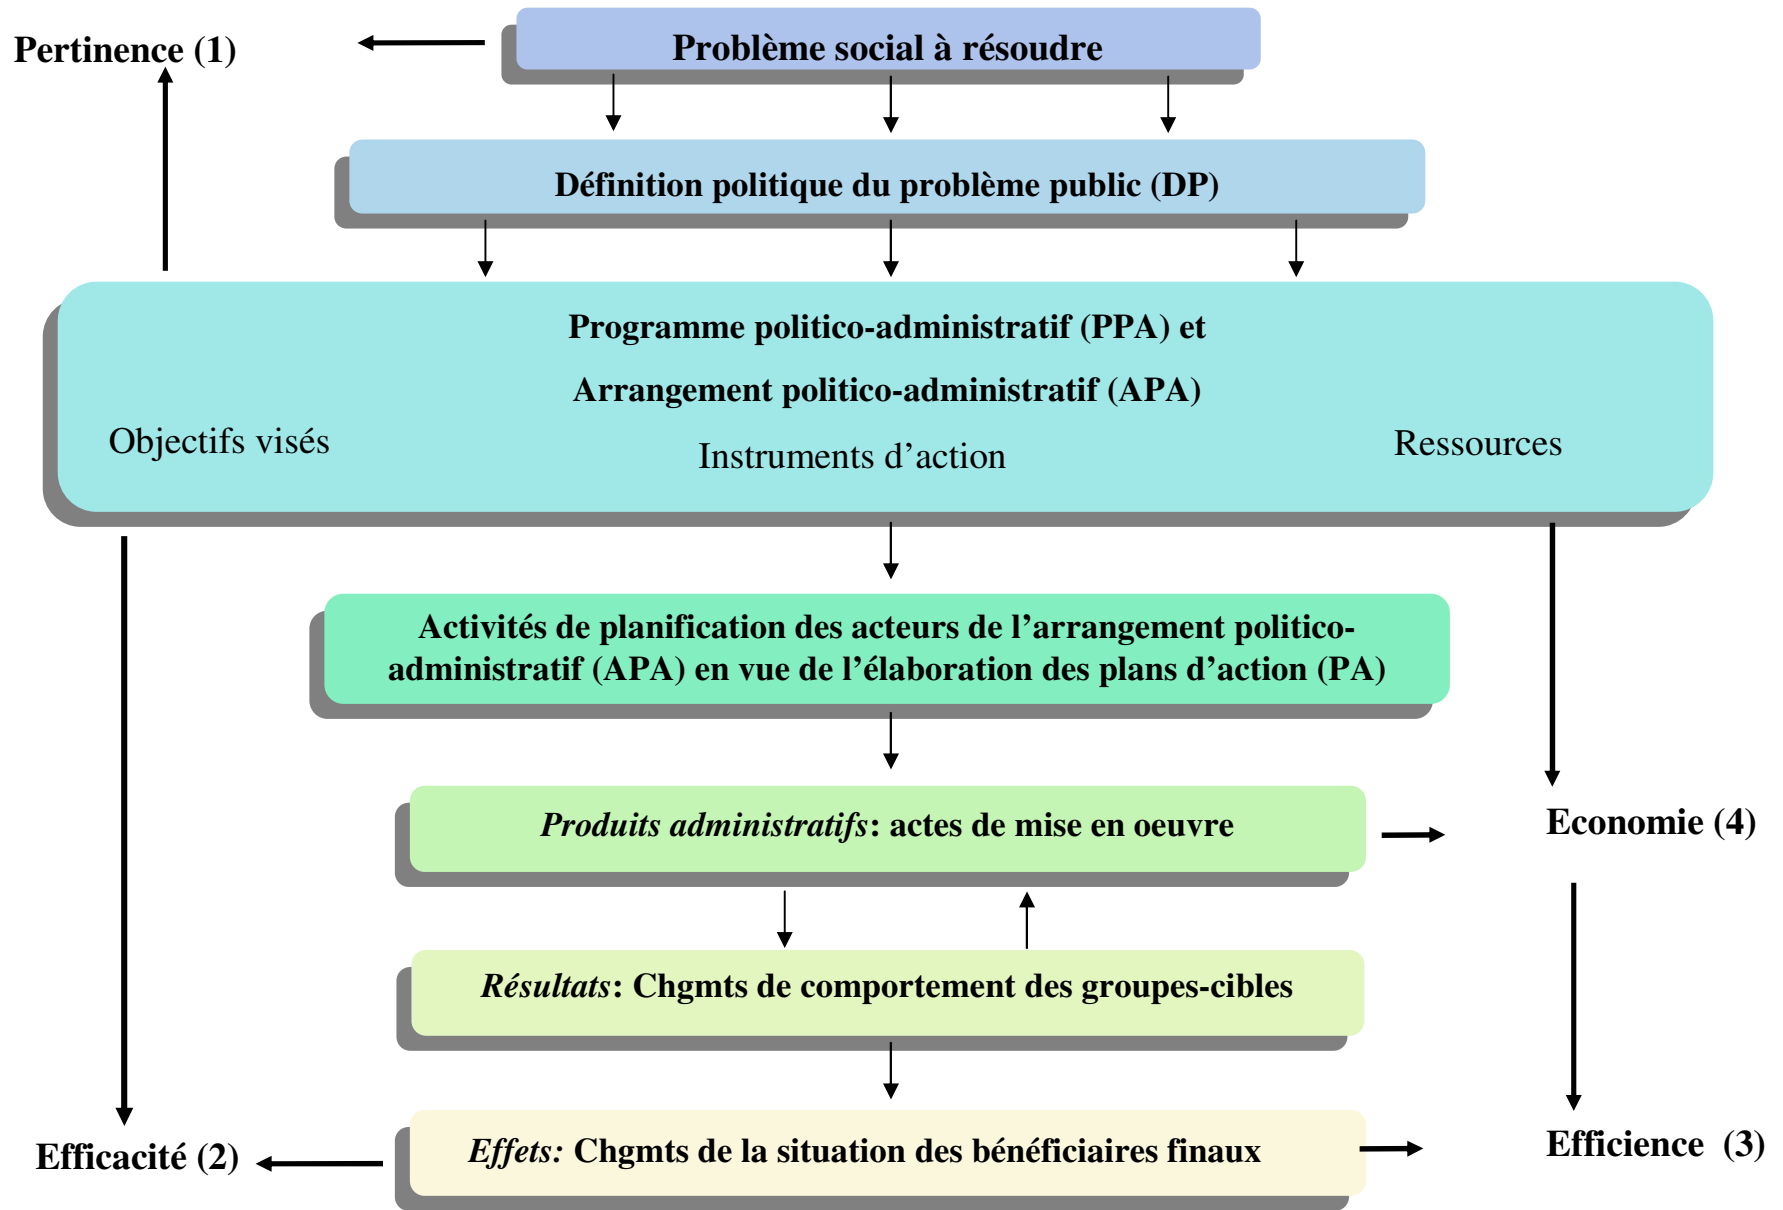 Pertinence (1)
Problème social à résoudre
Définition politique du problème public (DP)
Programme politico-administratif (PPA) et
Arrangement politico-administratif (APA)
Objectifs visés
Instruments d’action
Ressources
Activités de planification des acteurs de l’arrangement politico-
administratif (APA) en vue de l’élaboration des plans d’action (PA)
Produits administratifs: actes de mise en oeuvre
Economie (4)
Résultats: Chgmts de comportement des groupes-cibles
Efficacité (2)
Effets: Chgmts de la situation des bénéficiaires finaux
Efficience (3)